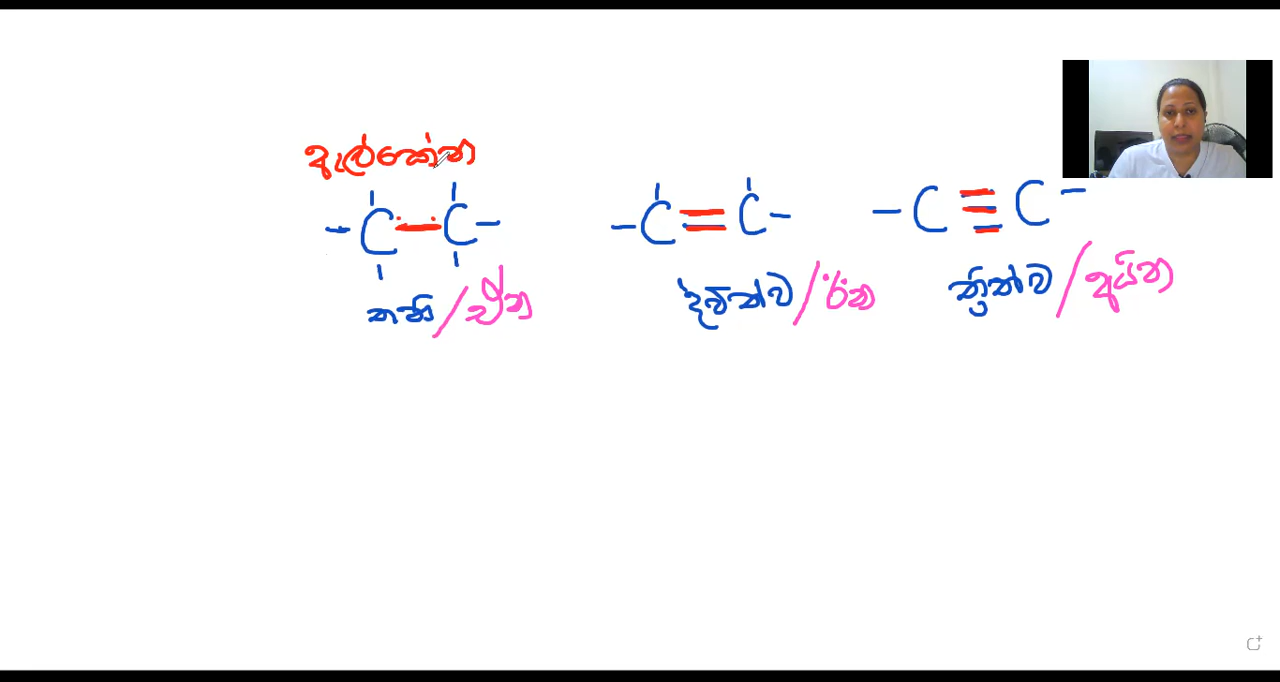 ඇල්කේන
– C – C –    – C = C –    – C ≡ C –
තනි / ඒන    ද්විත්ව / ඊන    ත්‍රිත්ව / අයින